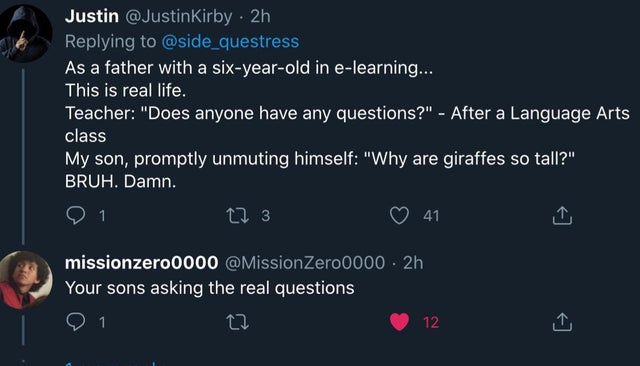 Justin @JustinKirby · 2h
Replying to @side_questress
As a father with a six-year-old in e-learning...
This is real life.
Teacher: "Does anyone have any questions?" - After a Language Arts
class
My son, promptly unmuting himself: "Why are giraffes so tall?"
BRUH. Damn.
1 3 41
missionzero0000 @MissionZero0000 · 2h
Your sons asking the real questions
1 12